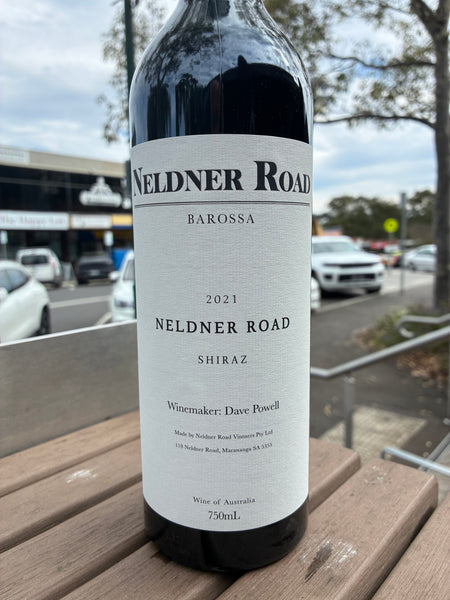 NELDNER ROAD
BAROSSA
2021
NELDNER ROAD
SHIRAZ
Winemaker: Dave Powell
Made by Neldner Road Vintners Pty Ltd
119 Neldner Road, Marananga SA 5355
Wine of Australia
750mL